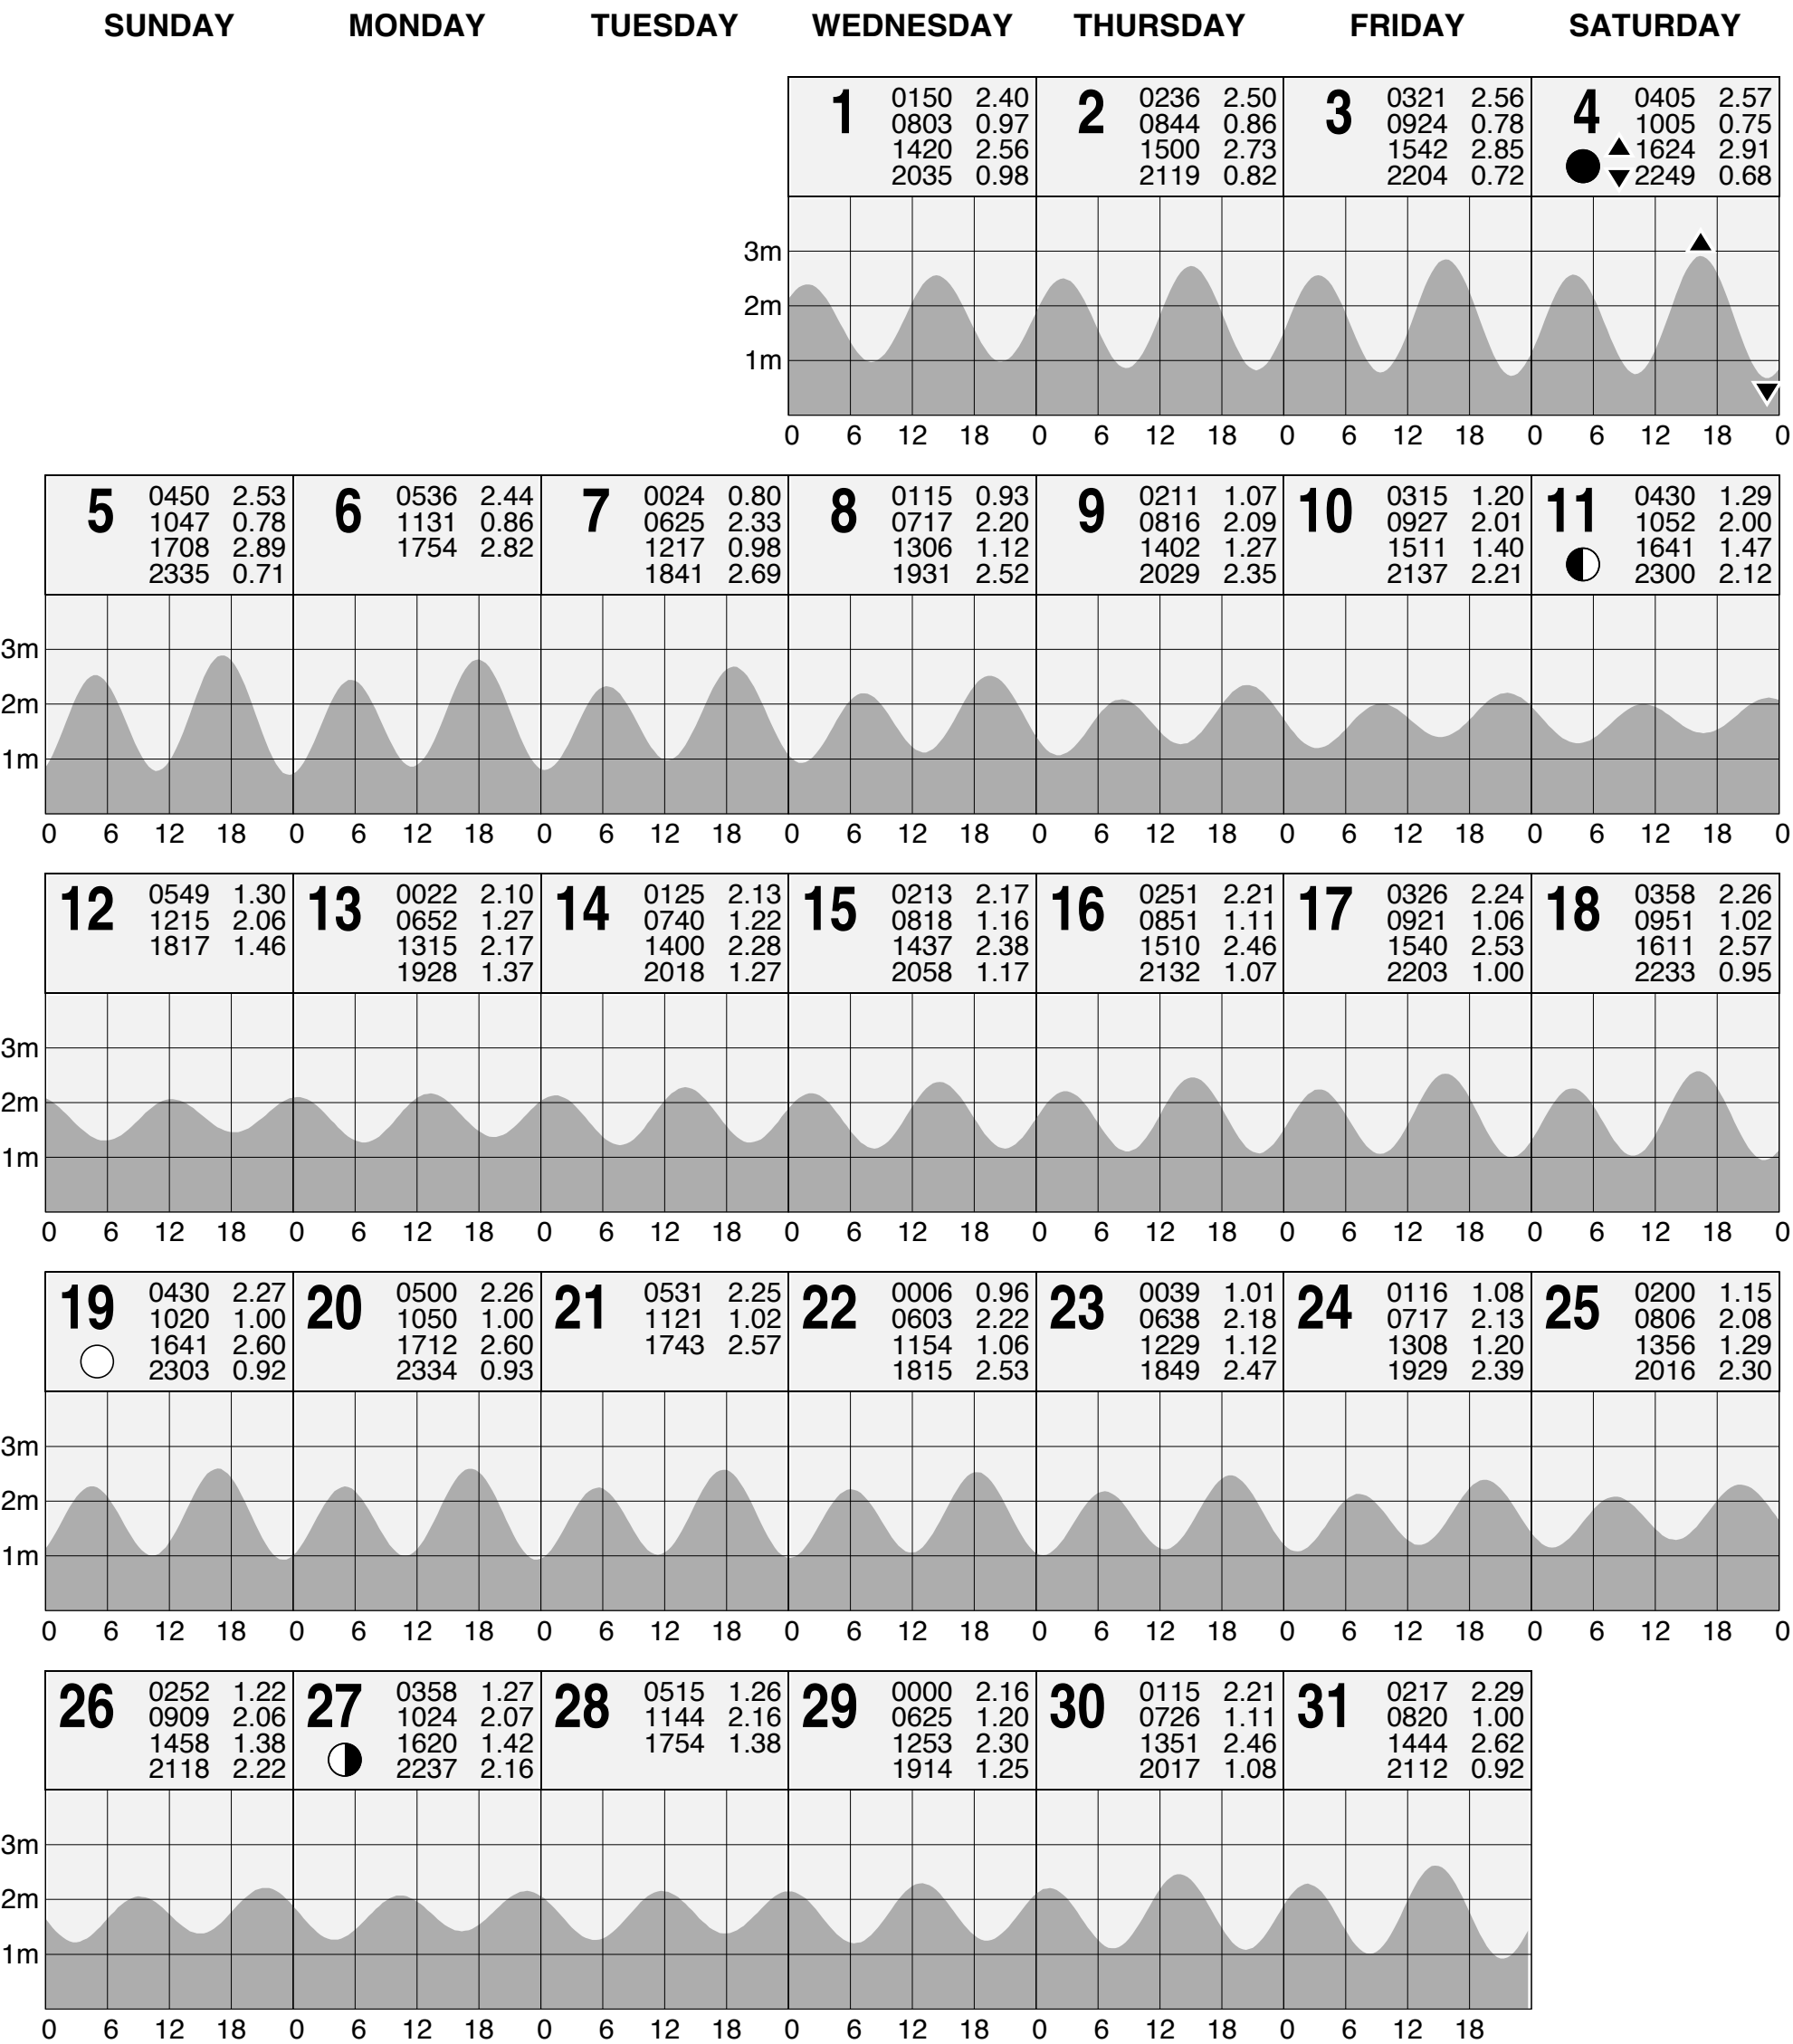 SUNDAY MONDAY TUESDAY WEDNESDAY THURSDAY FRIDAY SATURDAY
1 0150 2.40
0803 0.97
1420 2.56
2035 0.98
2 0236 2.50
0844 0.86
1500 2.73
2119 0.82
3 0321 2.56
0924 0.78
1542 2.85
2204 0.72
4 0405 2.57
1005 0.75
1624 2.91
2249 0.68
3m
2m
1m
0 6 12 18 0 6 12 18 0 6 12 18 0 6 12 18 0
5 0450 2.53
1047 0.78
1708 2.89
2335 0.71
6 0536 2.44
1131 0.86
1754 2.82
7 0024 0.80
0625 2.33
1217 0.98
1841 2.69
8 0115 0.93
0717 2.20
1306 1.12
1931 2.52
9 0211 1.07
0816 2.09
1402 1.27
2029 2.35
10 0315 1.20
0927 2.01
1511 1.40
2137 2.21
11 0430 1.29
1052 2.00
1641 1.47
2300 2.12
3m
2m
1m
0 6 12 18 0 6 12 18 0 6 12 18 0 6 12 18 0 6 12 18 0 6 12 18 0 6 12 18 0
12 0549 1.30
1215 2.06
1817 1.46
13 0022 2.10
0652 1.27
1315 2.17
1928 1.37
14 0125 2.13
0740 1.22
1400 2.28
2018 1.27
15 0213 2.17
0818 1.16
1437 2.38
2058 1.17
16 0251 2.21
0851 1.11
1510 2.46
2132 1.07
17 0326 2.24
0921 1.06
1540 2.53
2203 1.00
18 0358 2.26
0951 1.02
1611 2.57
2233 0.95
3m
2m
1m
0 6 12 18 0 6 12 18 0 6 12 18 0 6 12 18 0 6 12 18 0 6 12 18 0 6 12 18 0
19 0430 2.27
1020 1.00
1641 2.60
2303 0.92
20 0500 2.26
1050 1.00
1712 2.60
2334 0.93
21 0531 2.25
1121 1.02
1743 2.57
22 0006 0.96
0603 2.22
1154 1.06
1815 2.53
23 0039 1.01
0638 2.18
1229 1.12
1849 2.47
24 0116 1.08
0717 2.13
1308 1.20
1929 2.39
25 0200 1.15
0806 2.08
1356 1.29
2016 2.30
3m
2m
1m
0 6 12 18 0 6 12 18 0 6 12 18 0 6 12 18 0 6 12 18 0 6 12 18 0 6 12 18 0
26 0252 1.22
0909 2.06
1458 1.38
2118 2.22
27 0358 1.27
1024 2.07
1620 1.42
2237 2.16
28 0515 1.26
1144 2.16
1754 1.38
29 0000 2.16
0625 1.20
1253 2.30
1914 1.25
30 0115 2.21
0726 1.11
1351 2.46
2017 1.08
31 0217 2.29
0820 1.00
1444 2.62
2112 0.92
3m
2m
1m
0 6 12 18 0 6 12 18 0 6 12 18 0 6 12 18 0 6 12 18 0 6 12 18